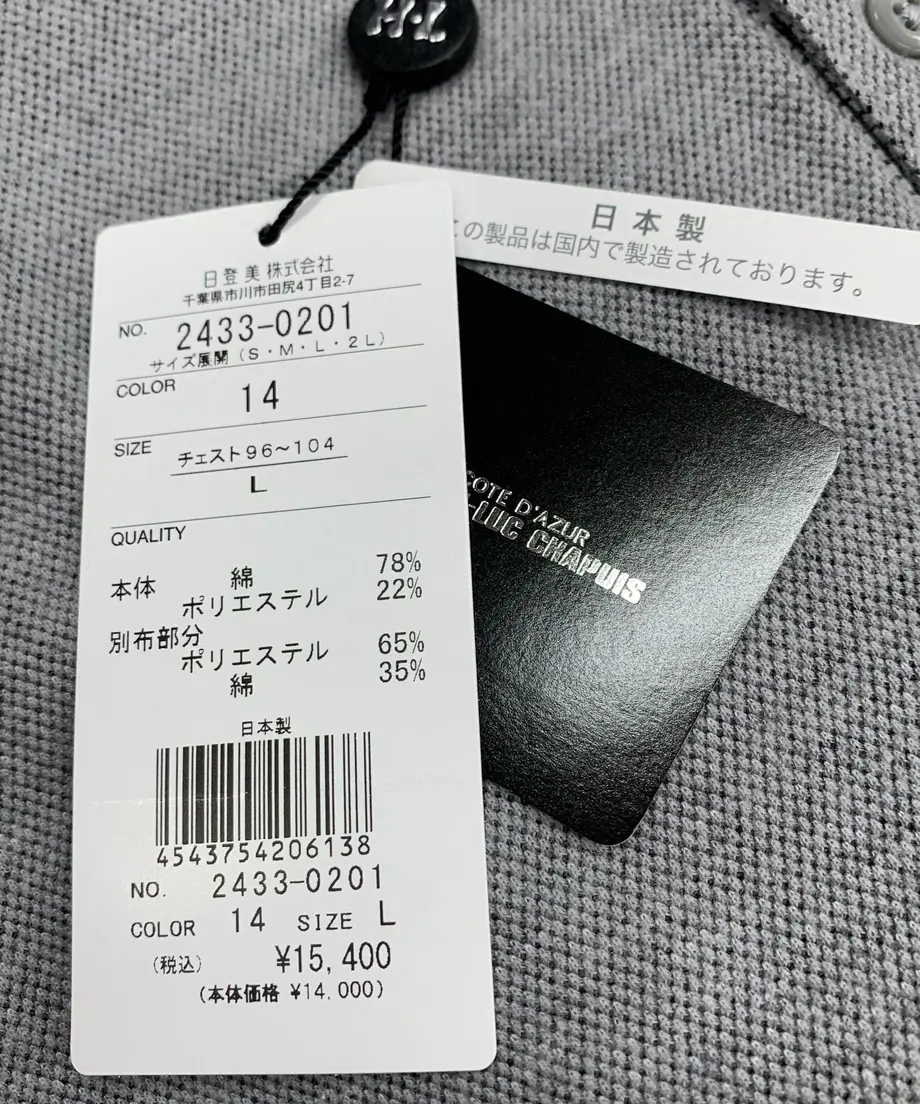 日本製
この製品は国内で製造されております。
日登美株式会社
千葉県市川市田尻4丁目2-7
NO. 2433-0201
サイズ展開（S・M・L・2L）
COLOR 14
SIZE チェスト96~104
L
QUALITY
本体 綿 78%
ポリエステル 22%
別布部分
ポリエステル 65%
綿 35%
日本製
4543754206138
NO. 2433-0201
COLOR 14 SIZE L
(税込) ¥15,400
(本体価格 ¥14,000)
COTE D'AZUR
-LUC CHAPUIS